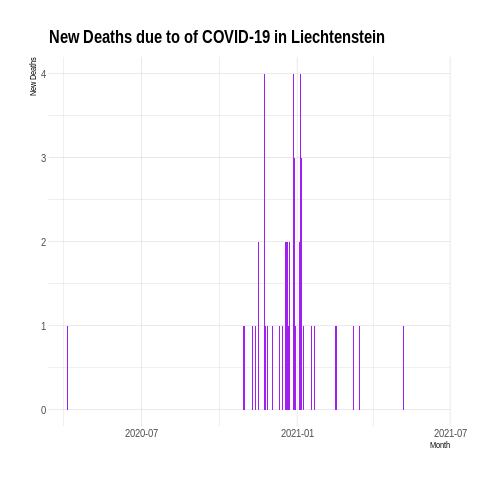 New Deaths due to of COVID-19 in Liechtenstein
New Deaths
4
3
2
1
0
2020-07
2021-01
2021-07
Month